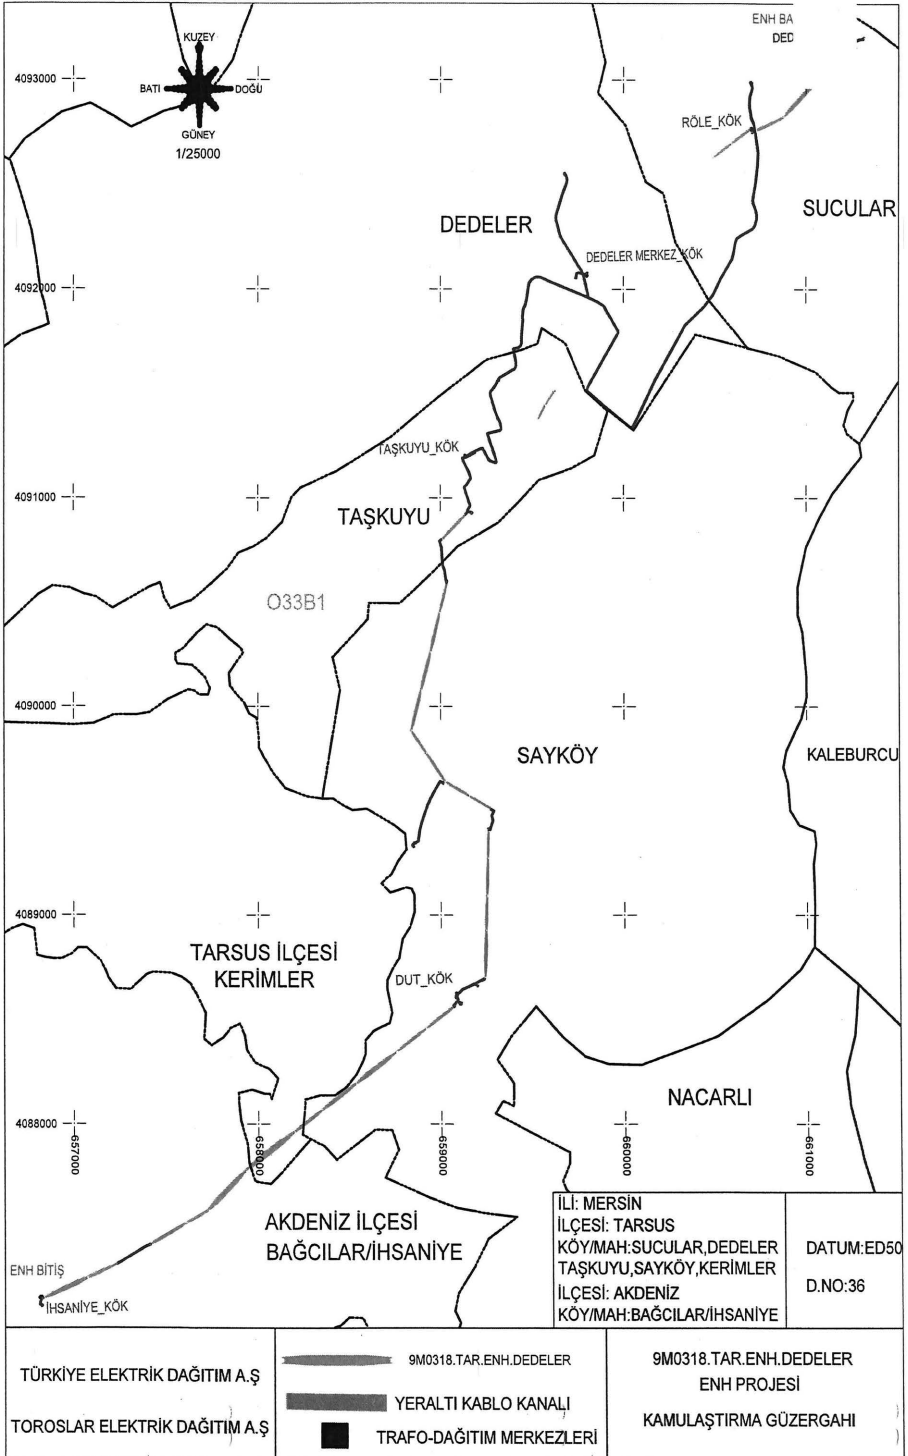 ENH BA
DED
KUZEY
4093000
BATI
DOĞU
GÜNEY
1/25000
RÖLE_KÖK
SUCULAR
DEDELER
DEDELER MERKEZ_KÖK
4092000
TAŞKUYU_KÖK
4091000
TAŞKUYU
O33B1
4090000
SAYKÖY
KALEBURCU
4089000
TARSUS İLÇESİ
KERİMLER
DUT_KÖK
NACARLI
4088000
657000
658000
659000
660000
661000
AKDENİZ İLÇESİ
BAĞCILAR/İHSANİYE
ENH BİTİŞ
İHSANİYE_KÖK
İLİ: MERSİN
İLÇESİ: TARSUS
KÖY/MAH:SUCULAR,DEDELER
TAŞKUYU,SAYKÖY,KERİMLER
İLÇESİ: AKDENİZ
KÖY/MAH:BAĞCILAR/İHSANİYE
DATUM:ED50
D.NO:36
TÜRKİYE ELEKTRİK DAĞITIM A.Ş
TOROSLAR ELEKTRİK DAĞITIM A.Ş
9M0318.TAR.ENH.DEDELER
YERALTI KABLO KANALI
TRAFO-DAĞITIM MERKEZLERİ
9M0318.TAR.ENH.DEDELER
ENH PROJESİ
KAMULAŞTIRMA GÜZERGAHI